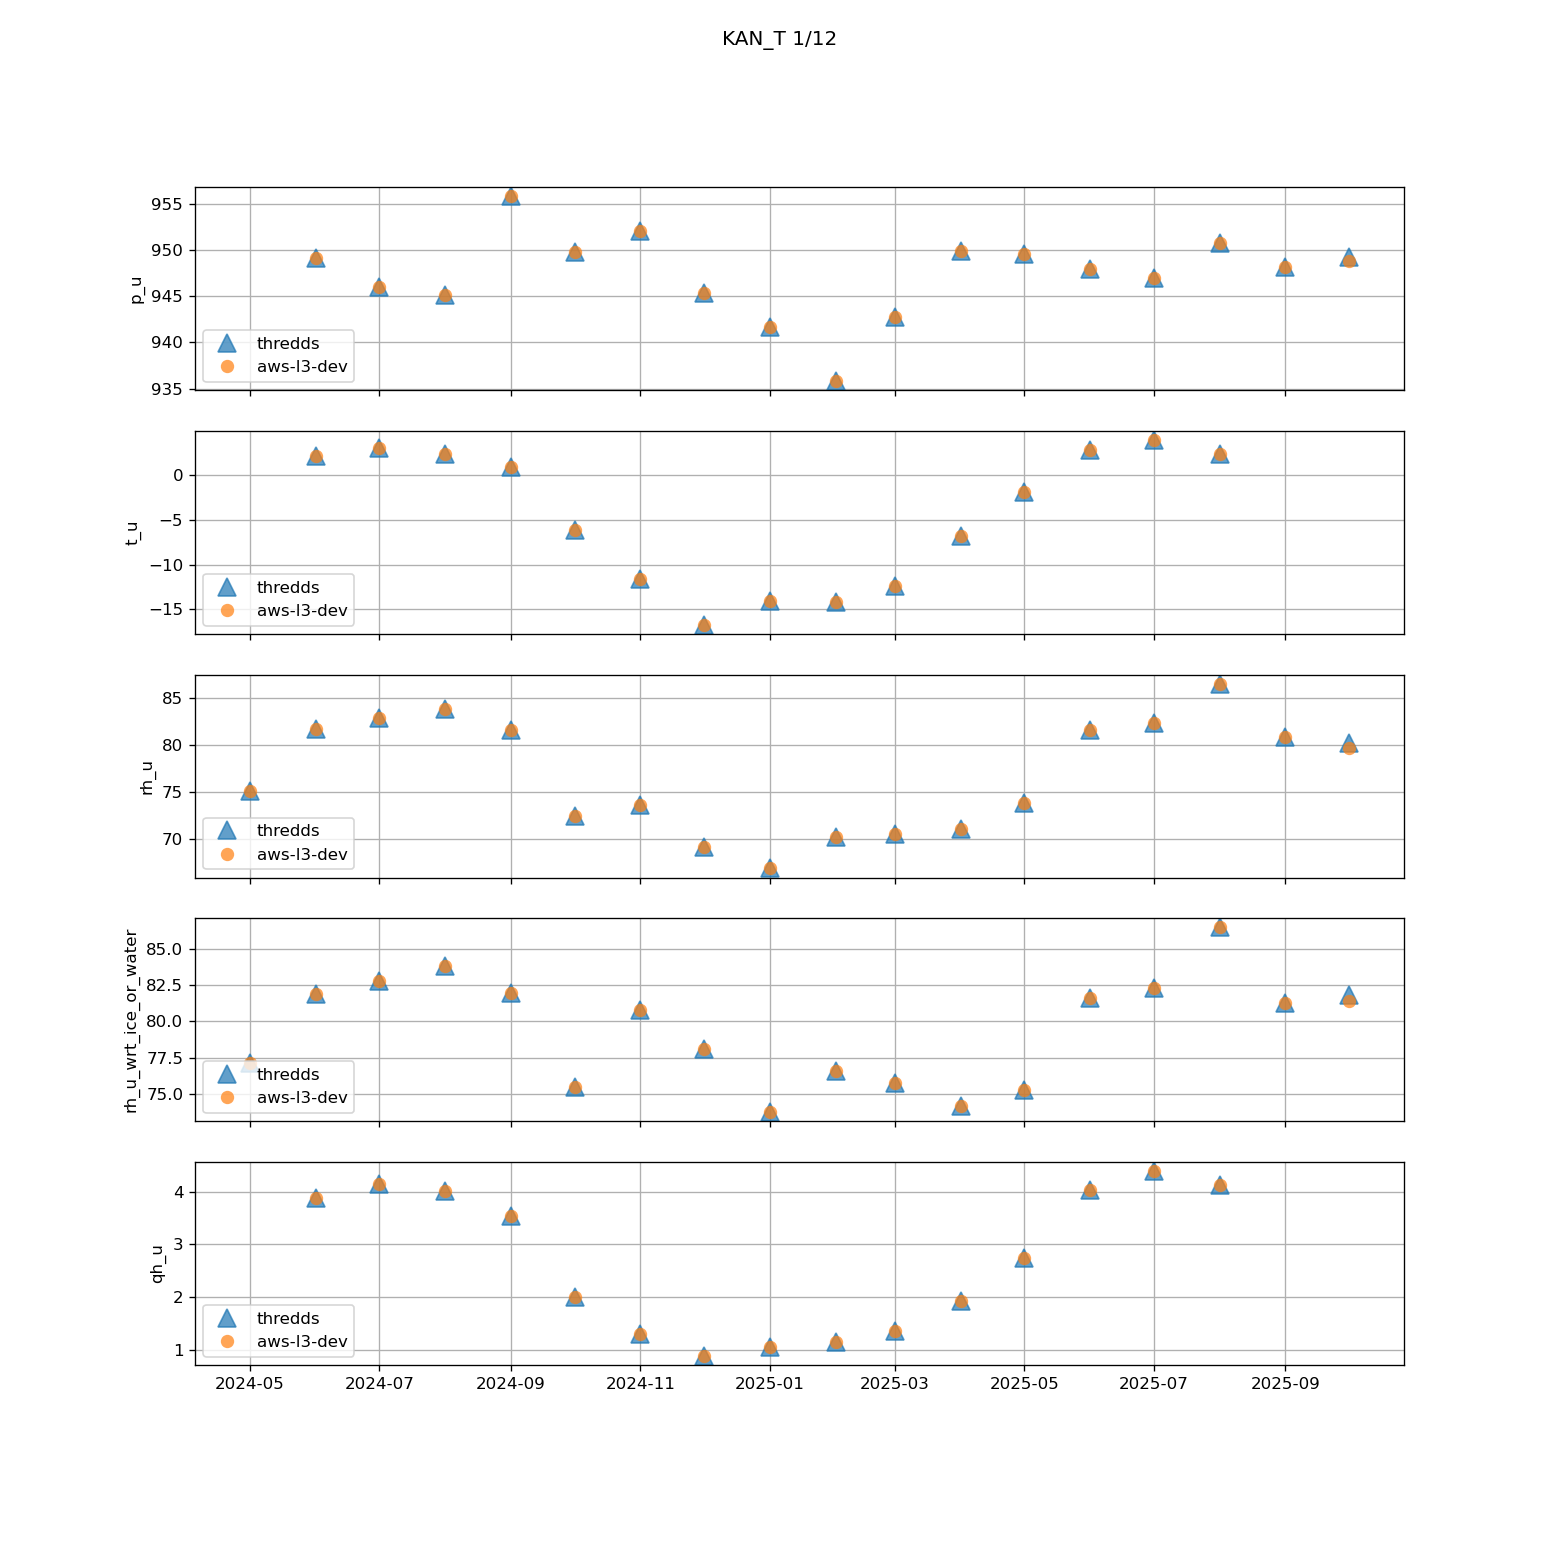 KAN_T 1/12
955
950
945
940
935
p_u
thredds
aws-l3-dev
0
−5
−10
−15
t_u
thredds
aws-l3-dev
85
80
75
70
rh_u
thredds
aws-l3-dev
85.0
82.5
80.0
77.5
75.0
rh_u_wrt_ice_or_water
thredds
aws-l3-dev
4
3
2
1
qh_u
thredds
aws-l3-dev
2024-05 2024-07 2024-09 2024-11 2025-01 2025-03 2025-05 2025-07 2025-09